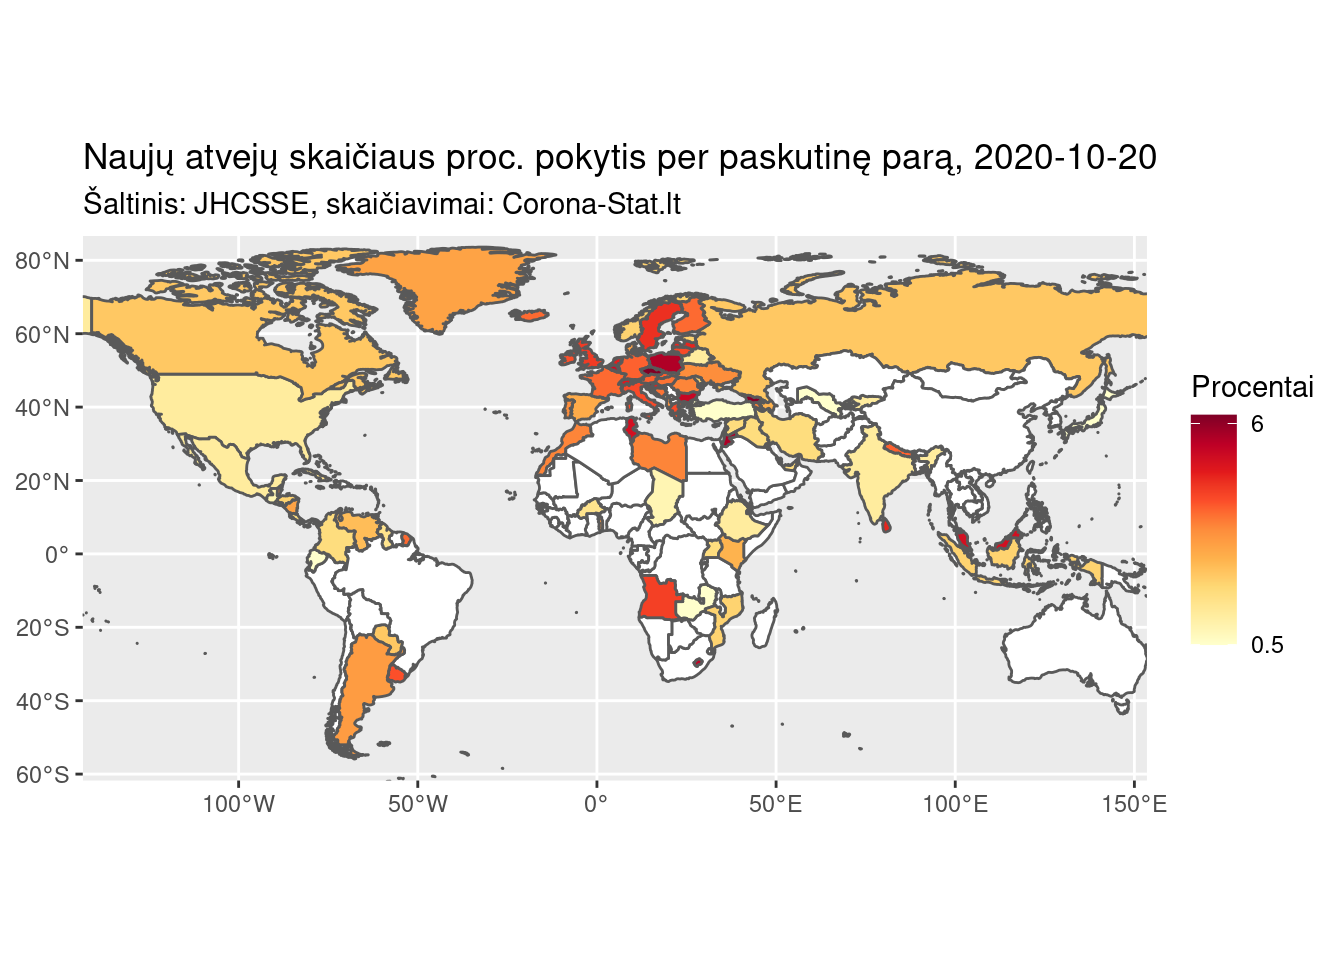 Naujų atvejų skaičiaus proc. pokytis per paskutinę parą, 2020-10-20
Šaltinis: JHCSSE, skaičiavimai: Corona-Stat.lt
80°N
60°N
40°N
20°N
0°
20°S
40°S
60°S
100°W
50°W
0°
50°E
100°E
150°E
Procentai
6
0.5